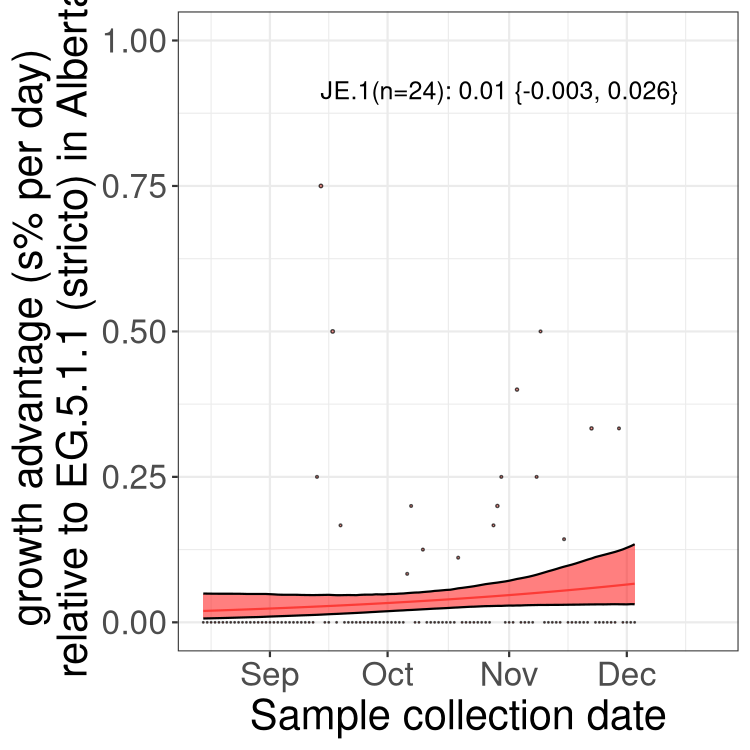 growth advantage (s% per day)
relative to EG.5.1.1 (stricto) in Alberta
1.00
0.75
0.50
0.25
0.00
JE.1(n=24): 0.01 {-0.003, 0.026}
Sep Oct Nov Dec
Sample collection date